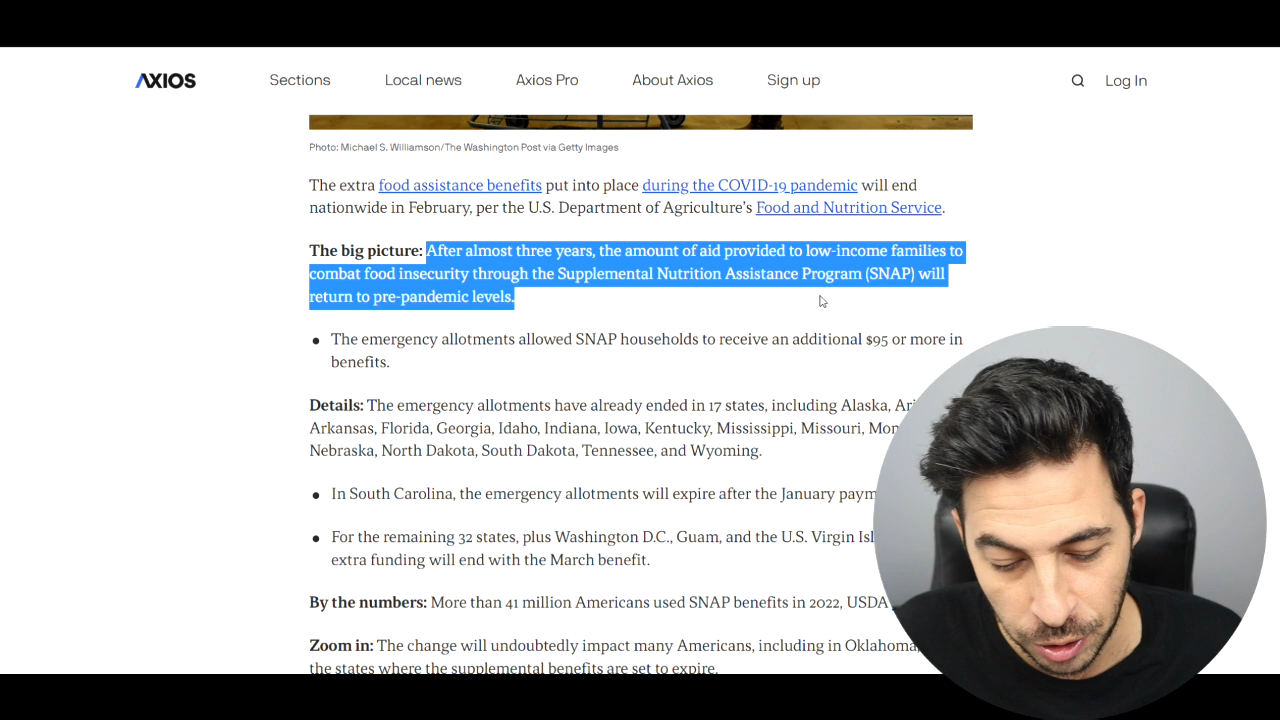 AXIOS
Sections
Local news
Axios Pro
About Axios
Sign up
Log In
Photo: Michael S. Williamson/The Washington Post via Getty Images
The extra food assistance benefits put into place during the COVID-19 pandemic will end
nationwide in February, per the U.S. Department of Agriculture's Food and Nutrition Service.
The big picture: After almost three years, the amount of aid provided to low-income families to
combat food insecurity through the Supplemental Nutrition Assistance Program (SNAP) will
return to pre-pandemic levels.
• The emergency allotments allowed SNAP households to receive an additional $95 or more in
benefits.
Details: The emergency allotments have already ended in 17 states, including Alaska,
Arkansas, Florida, Georgia, Idaho, Indiana, Iowa, Kentucky, Mississippi, Missouri,
Nebraska, North Dakota, South Dakota, Tennessee, and Wyoming.
• In South Carolina, the emergency allotments will expire after the January
• For the remaining 32 states, plus Washington D.C., Guam, and the U.S. Virgin
extra funding will end with the March benefit.
By the numbers: More than 41 million Americans used SNAP benefits in 2022, USDA
Zoom in: The change will undoubtedly impact many Americans, including in Oklahoma,
the states where the supplemental benefits are set to expire.